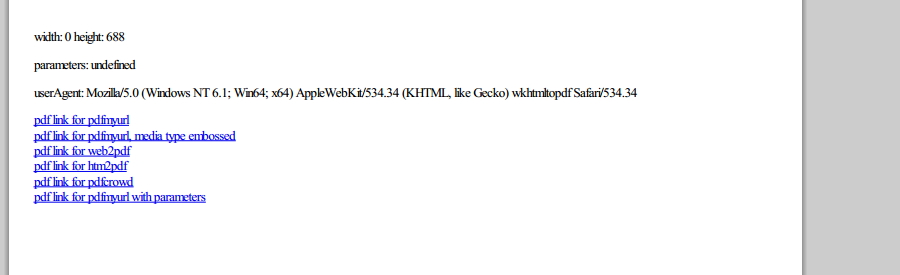 width: 0 height: 688
parameters: undefined
userAgent: Mozilla/5.0 (Windows NT 6.1; Win64; x64) AppleWebKit/534.34 (KHTML, like Gecko) wkhtmltopdf Safari/534.34
pdf link for pdfmyurl
pdf link for pdfmyurl, media type embossed
pdf link for web2pdf
pdf link for htm2pdf
pdf link for pdfcrowd
pdf link for pdfmyurl with parameters